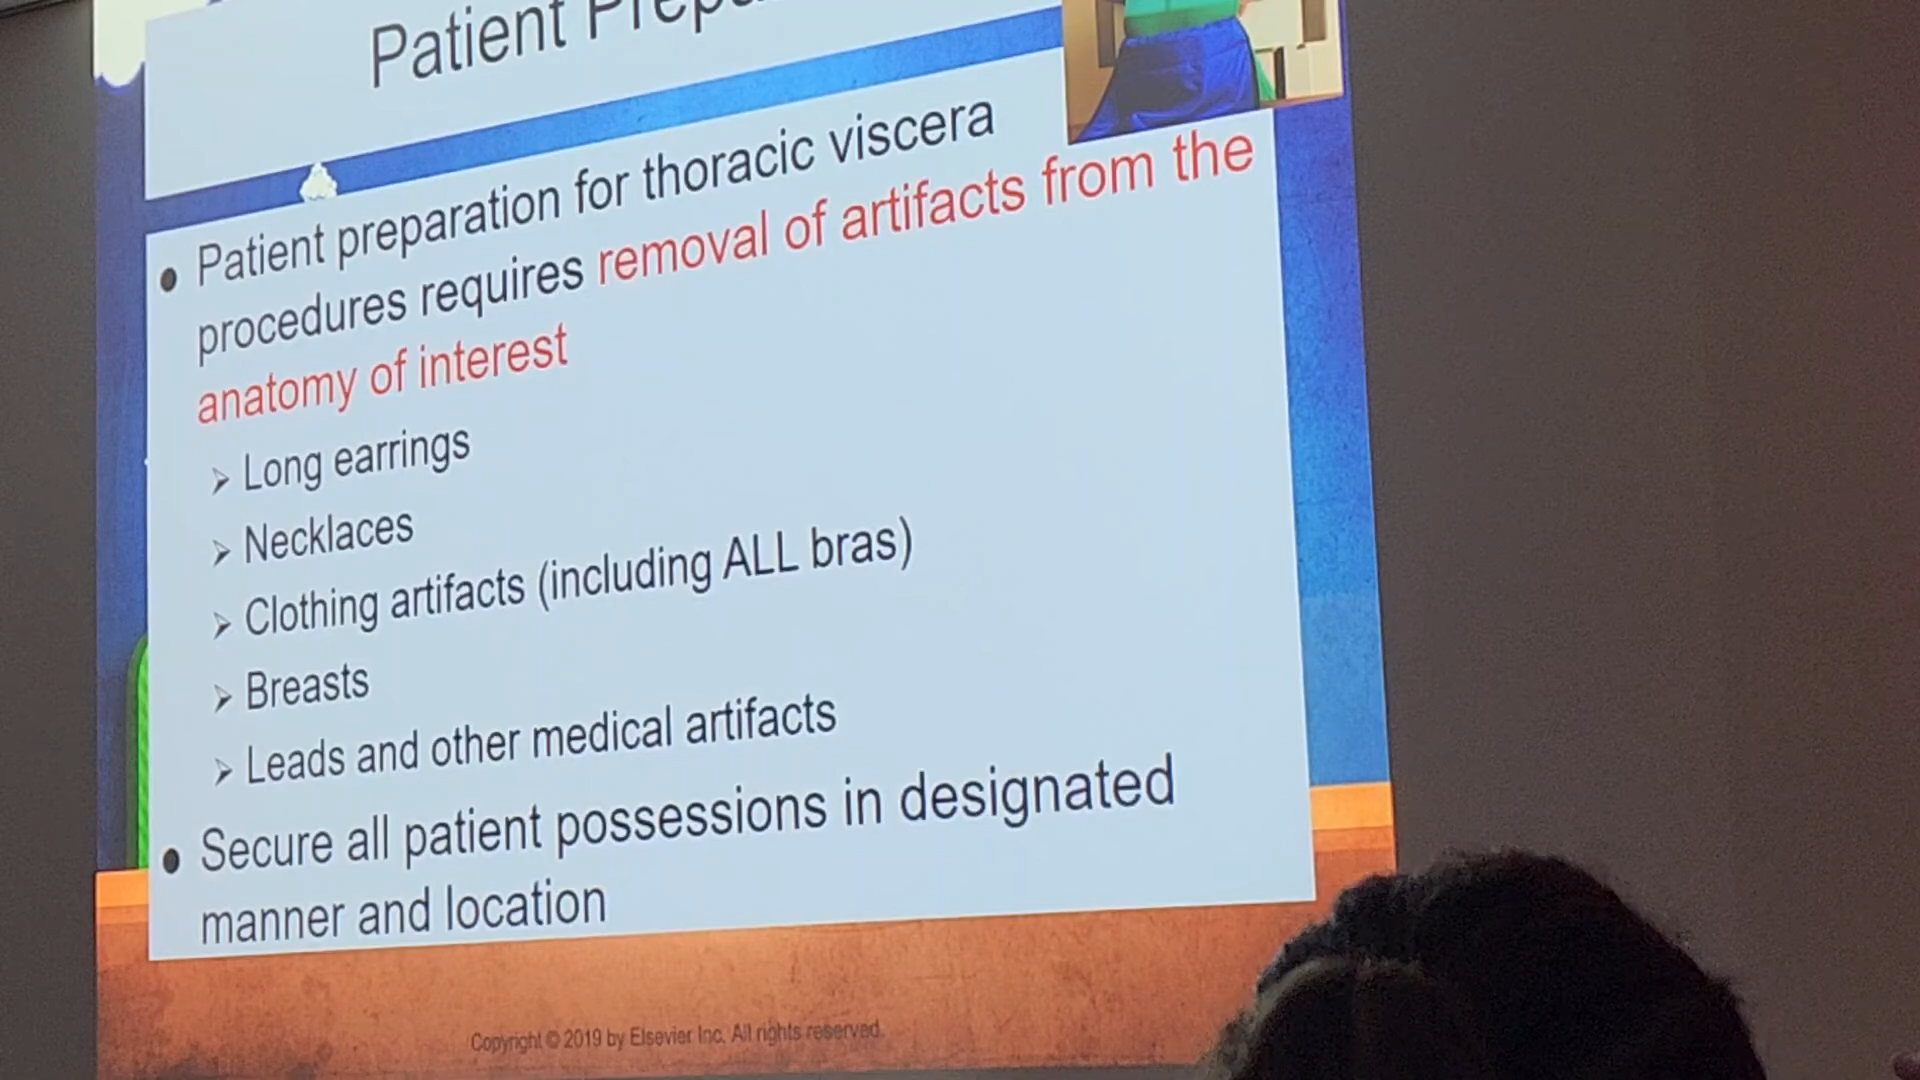 Patient
• Patient preparation for thoracic viscera
procedures requires removal of artifacts from the
anatomy of interest
➢ Long earrings
➢ Necklaces
➢ Clothing artifacts (including ALL bras)
➢ Breasts
➢ Leads and other medical artifacts
• Secure all patient possessions in designated
manner and location
Copyright © 2019 by Elsevier Inc. All rights reserved.